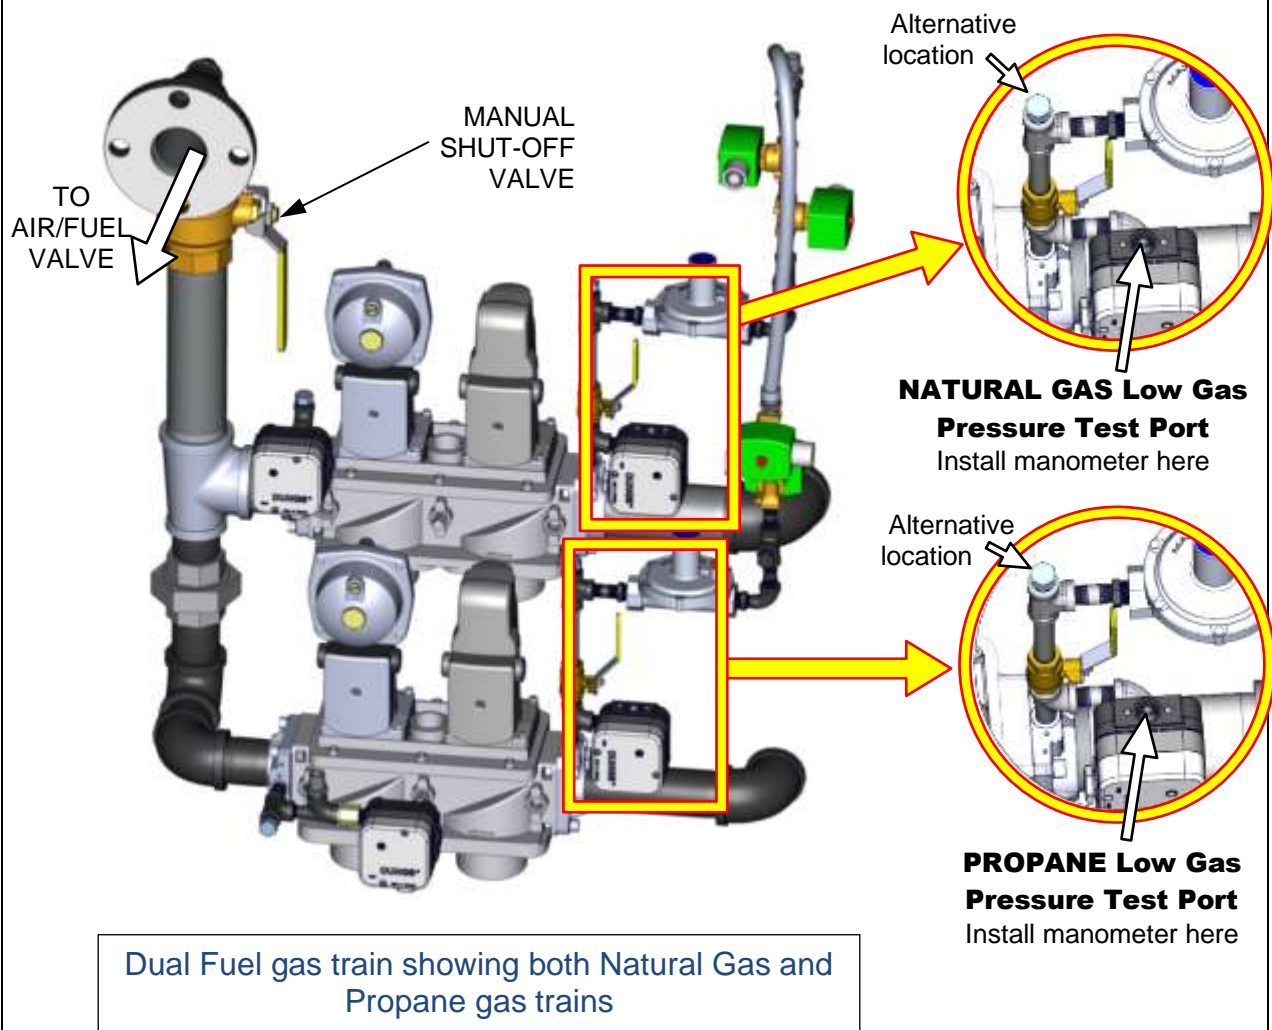 Alternative
location
MANUAL
SHUT-OFF
VALVE
TO
AIR/FUEL
VALVE
NATURAL GAS Low Gas
Pressure Test Port
Install manometer here
Alternative
location
PROPANE Low Gas
Pressure Test Port
Install manometer here
Dual Fuel gas train showing both Natural Gas and
Propane gas trains